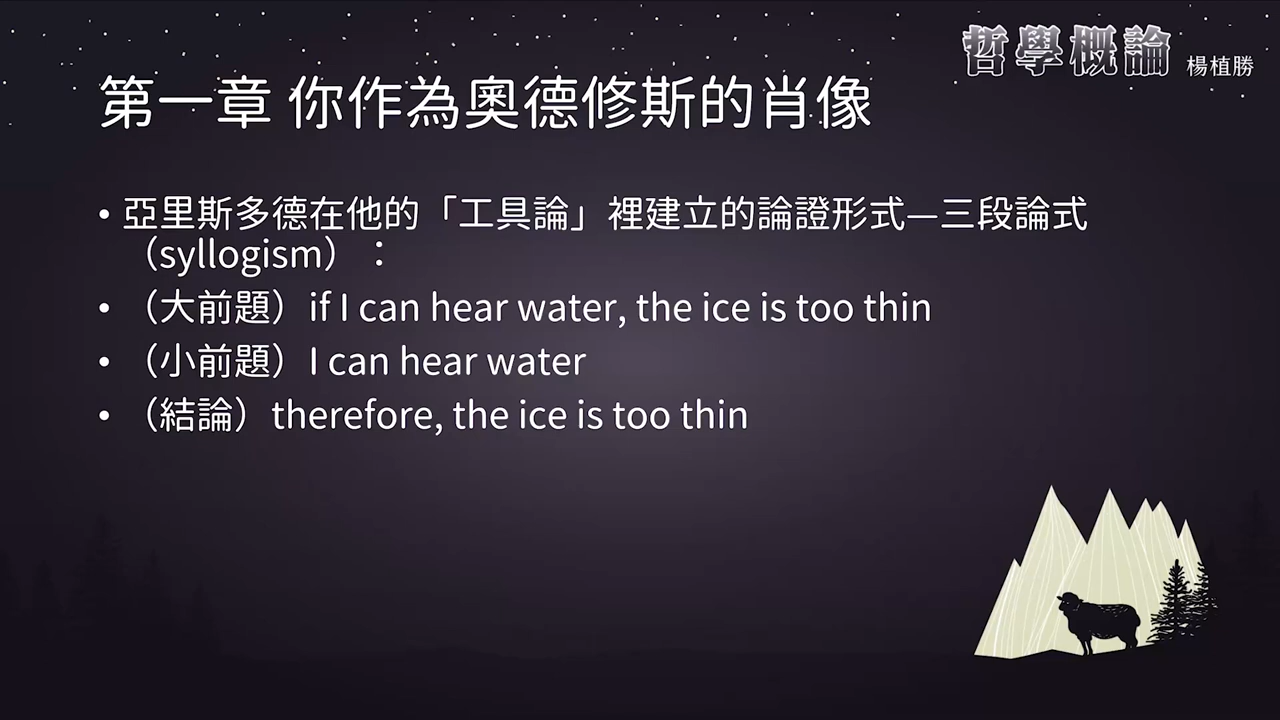 哲學概論 楊植勝
第一章 你作為奧德修斯的肖像
• 亞里斯多德在他的「工具論」裡建立的論證形式—三段論式
（syllogism）：
• （大前題）if I can hear water, the ice is too thin
• （小前題）I can hear water
• （結論）therefore, the ice is too thin